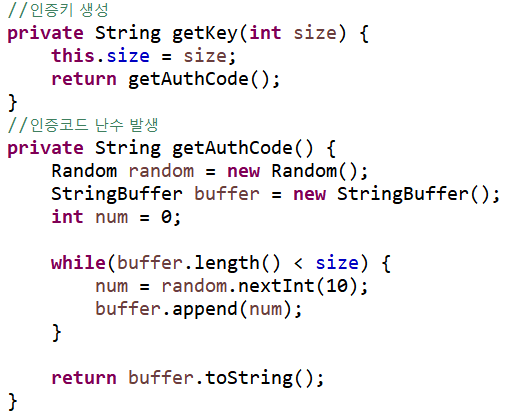 //인증키 생성
private String getKey(int size) {
    this.size = size;
    return getAuthCode();
}
//인증코드 난수 발생
private String getAuthCode() {
    Random random = new Random();
    StringBuffer buffer = new StringBuffer();
    int num = 0;

    while(buffer.length() < size) {
        num = random.nextInt(10);
        buffer.append(num);
    }

    return buffer.toString();
}